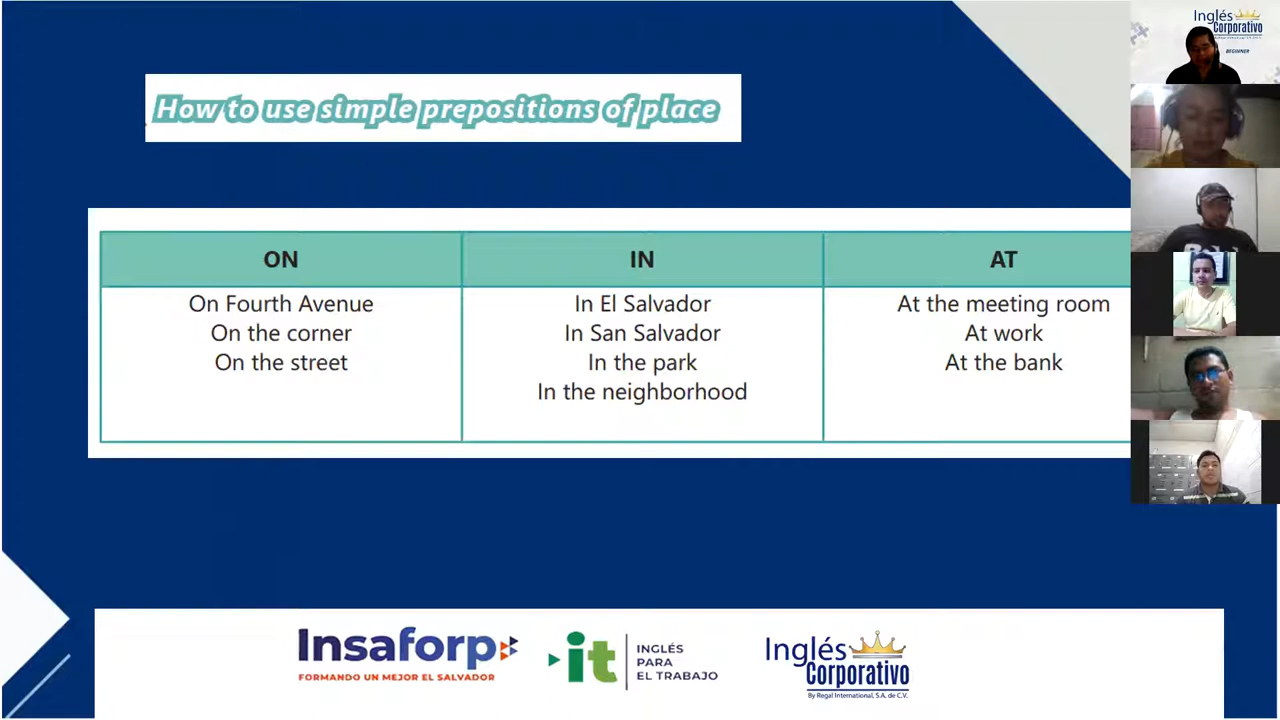 Inglés
Corporativo
BEGINNER
How to use simple prepositions of place
ON
IN
AT
On Fourth Avenue
On the corner
On the street
In El Salvador
In San Salvador
In the park
In the neighborhood
At the meeting room
At work
At the bank
Insaforp
FORMANDO UN MEJOR EL SALVADOR
it
INGLÉS
PARA
EL TRABAJO
Inglés
Corporativo
By Regal International, S.A. de C.V.